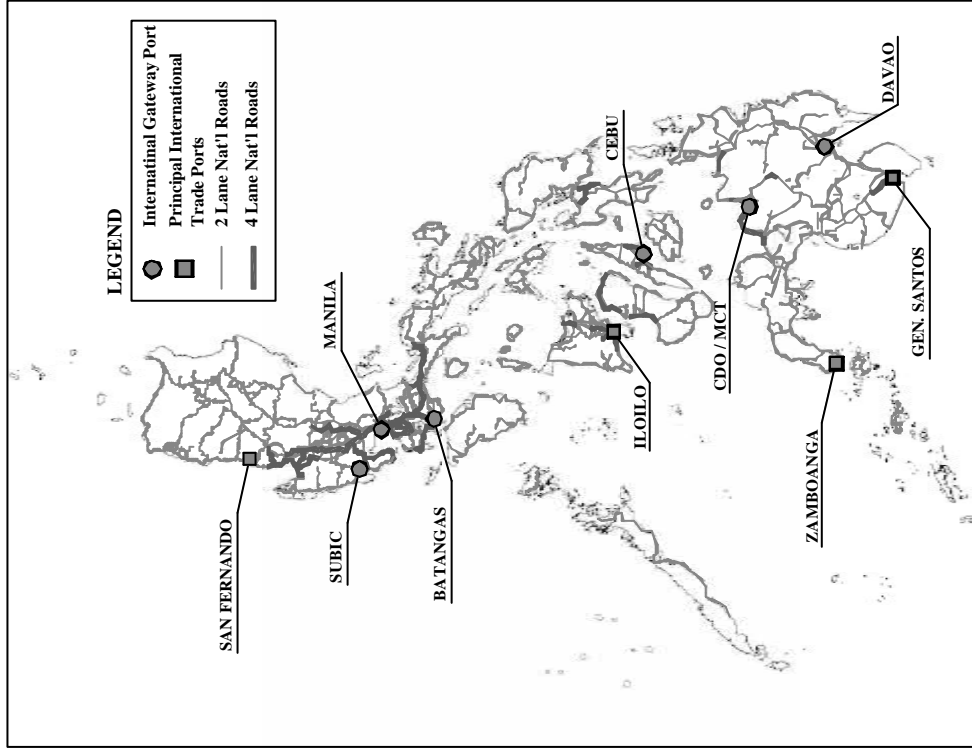 LEGEND
Internatinal Gateway Port
Principal International
Trade Ports
2 Lane Nat'l Roads
4 Lane Nat'l Roads
SAN FERNANDO
SUBIC
MANILA
BATANGAS
ILOILO
CEBU
CDO / MCT
ZAMBOANGA
DAVAO
GEN. SANTOS